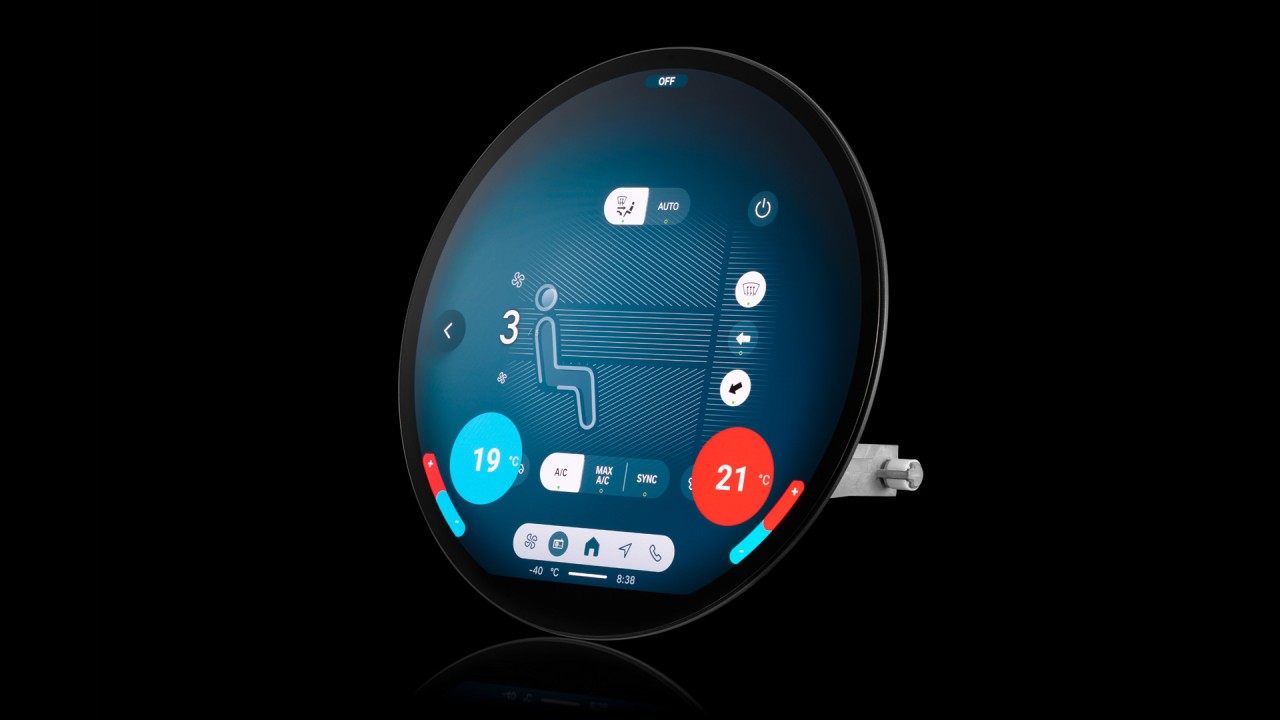 OFF
AUTO
3
19 °C
A/C
MAX A/C
SYNC
21 °C
+
-
+
-
-40 °C
8:38